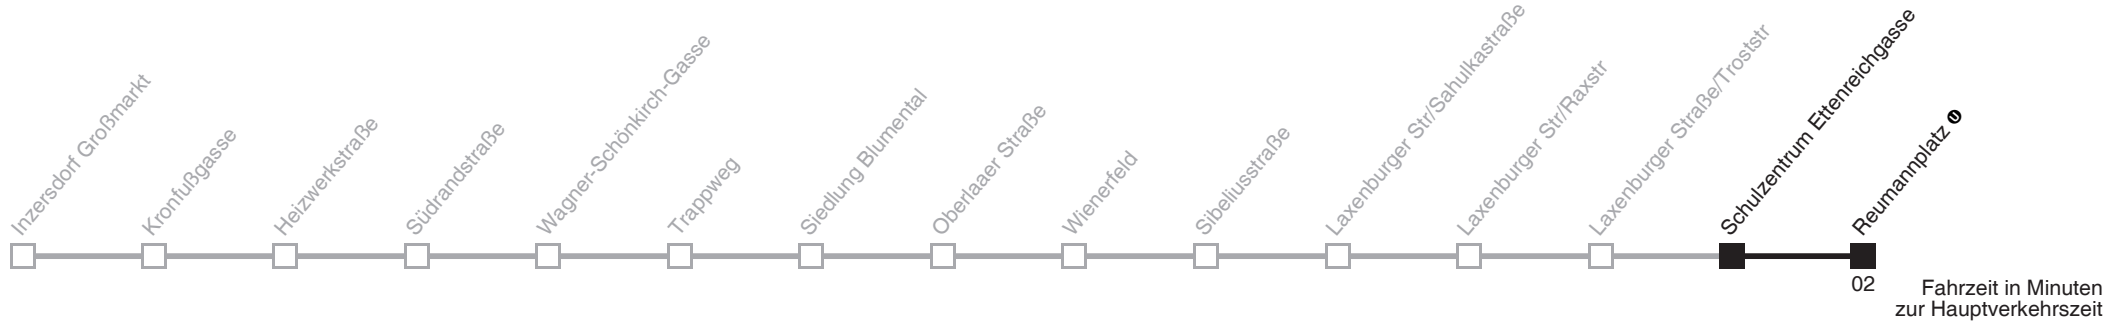 Inzersdorf Großmarkt
Kronfußgasse
Heizwerkstraße
Südrandstraße
Wagner-Schönkirch-Gasse
Trappweg
Siedlung Blumental
Oberlaaer Straße
Wienerfeld
Sibeliusstraße
Laxenburger Str/Sahulkastraße
Laxenburger Str/Raxstr
Laxenburger Straße/Troststr
Schulzentrum Ettenreichgasse
Reumannplatz U
02
Fahrzeit in Minuten
zur Hauptverkehrszeit